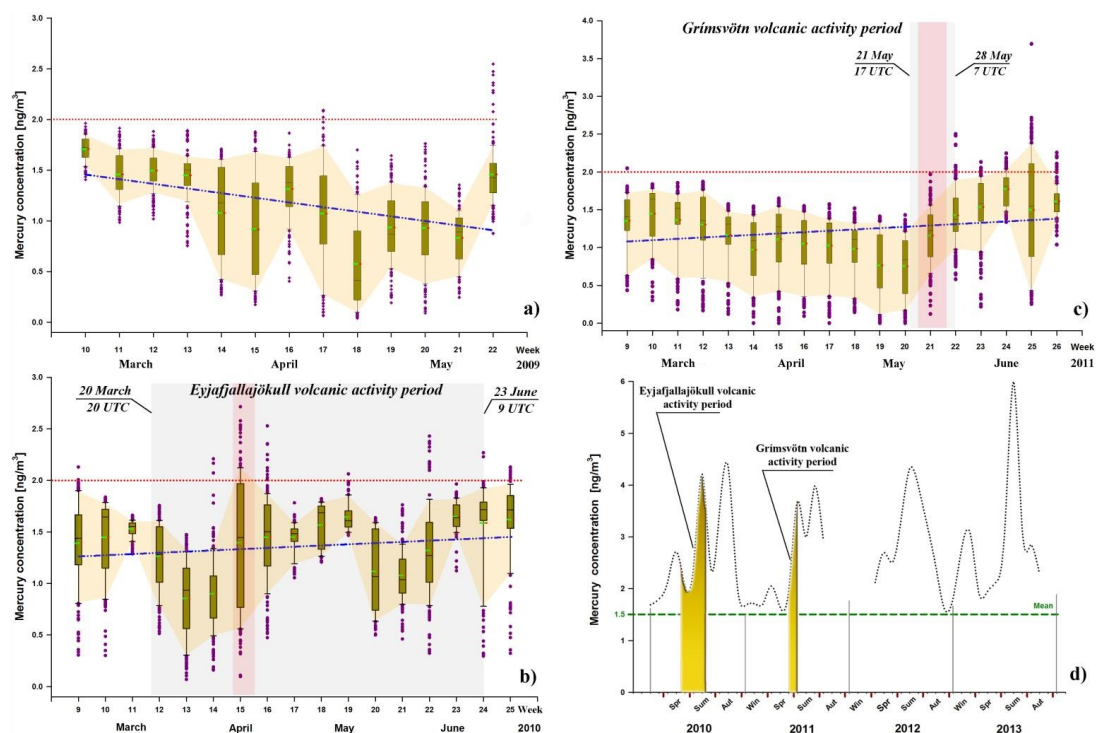 Mercury concentration [ng/m³]
3.0
2.5
2.0
1.5
1.0
0.5
0.0
a)
10 11 12 13 14 15 16 17 18 19 20 21 22 Week
March April May 2009
Grímsvötn volcanic activity period
21 May
17 UTC
28 May
7 UTC
Mercury concentration [ng/m³]
4.0
3.5
3.0
2.5
2.0
1.5
1.0
0.5
0.0
c)
9 10 11 12 13 14 15 16 17 18 19 20 21 22 23 24 25 26 Week
March April May June 2011
Eyjafjallajökull volcanic activity period
20 March
20 UTC
23 June
9 UTC
Mercury concentration [ng/m³]
3.0
2.5
2.0
1.5
1.0
0.5
0.0
b)
9 10 11 12 13 14 15 16 17 18 19 20 21 22 23 24 25 Week
March April May June 2010
Eyjafjallajökull volcanic
activity period
Grímsvötn volcanic
activity period
Mercury concentration [ng/m³]
6
5
4
3
2
1.5
1
0
Mean
d)
Spr Sum Aut Win Spr Sum Aut Win Spr Sum Aut Win Spr Sum Aut
2010 2011 2012 2013